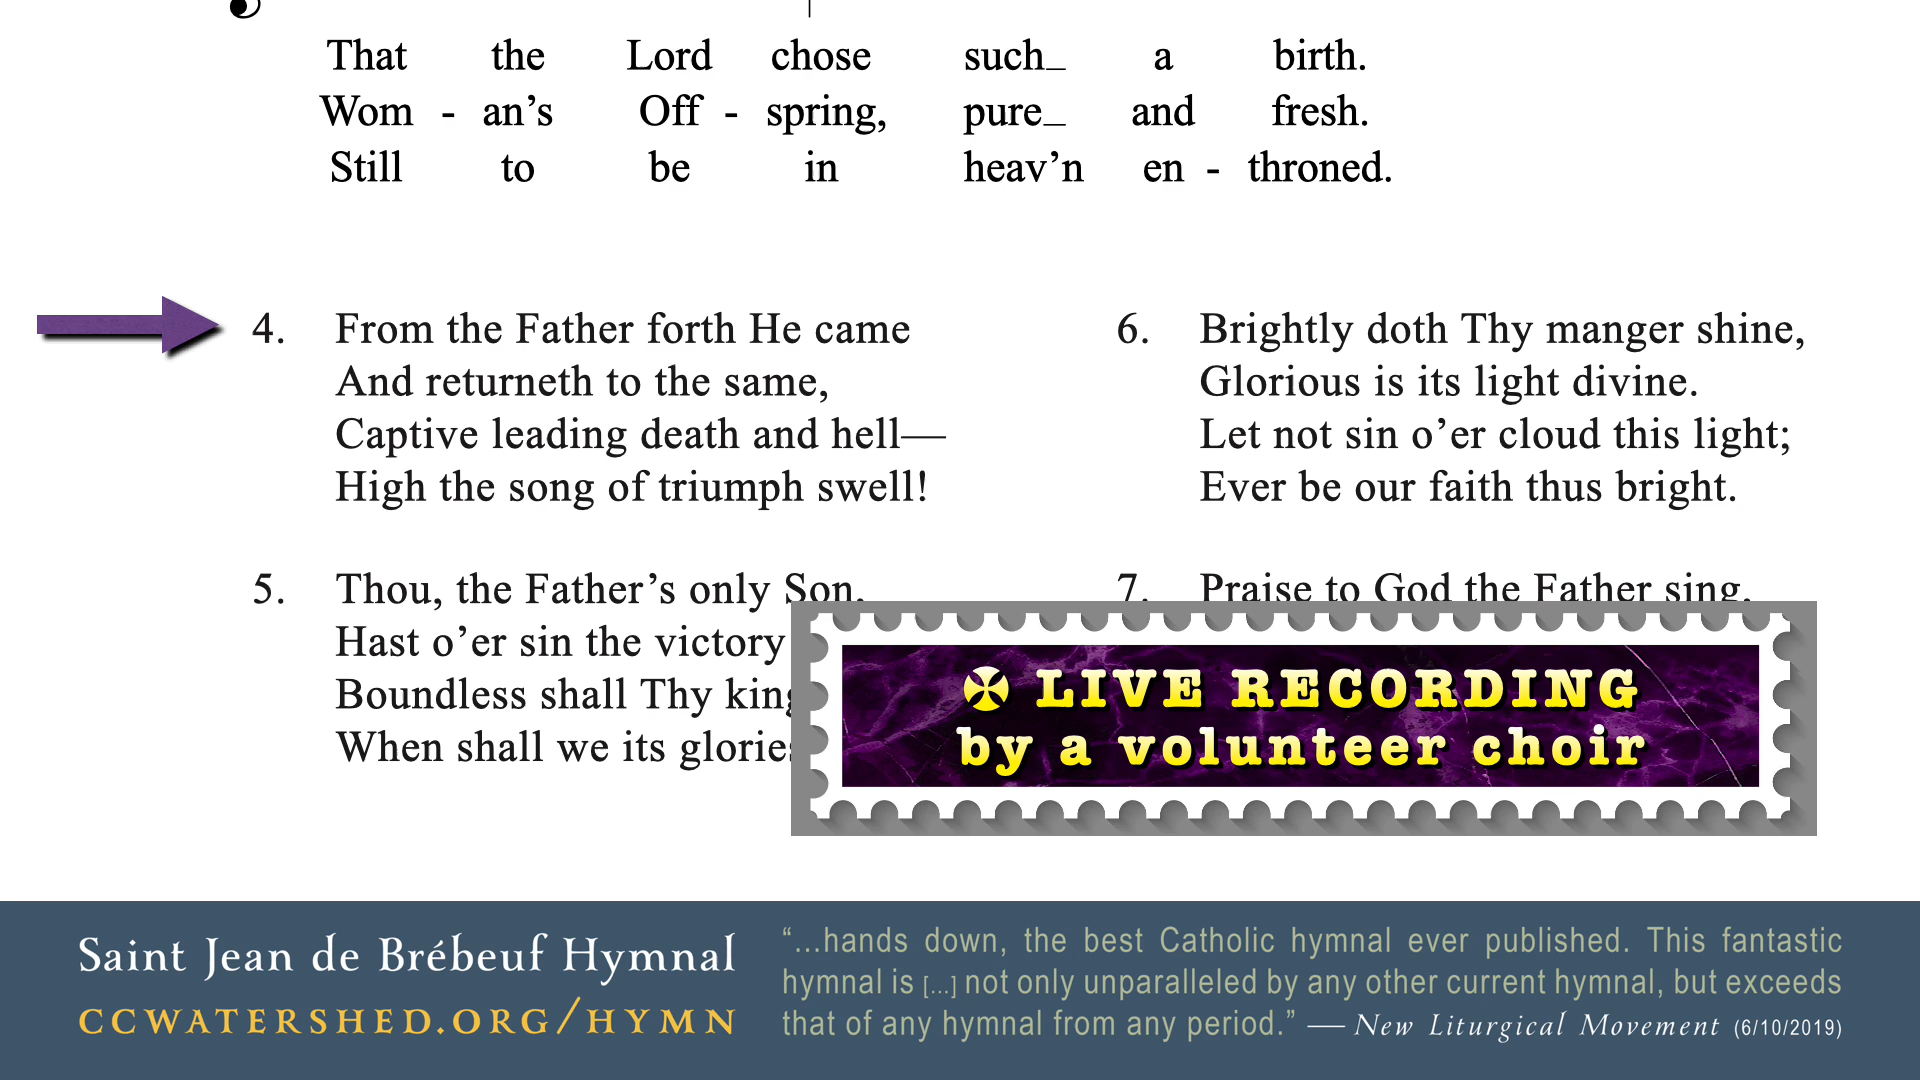 That the Lord chose such_ a birth.
Wom - an’s Off - spring, pure_ and fresh.
Still to be in heav’n en - throned.
4. From the Father forth He came
And returneth to the same,
Captive leading death and hell—
High the song of triumph swell!
5. Thou, the Father’s only Son,
Hast o’er sin the victory
Boundless shall Thy
When shall we its
6. Brightly doth Thy manger shine,
Glorious is its light divine.
Let not sin o’er cloud this light;
Ever be our faith thus bright.
7. Praise to God the Father sing,
LIVE RECORDING
by a volunteer choir
Saint Jean de Brébeuf Hymnal
CCWATERSHED.ORG/HYMN
“...hands down, the best Catholic hymnal ever published. This fantastic
hymnal is [...] not only unparalleled by any other current hymnal, but exceeds
that of any hymnal from any period.” — New Liturgical Movement (6/10/2019)